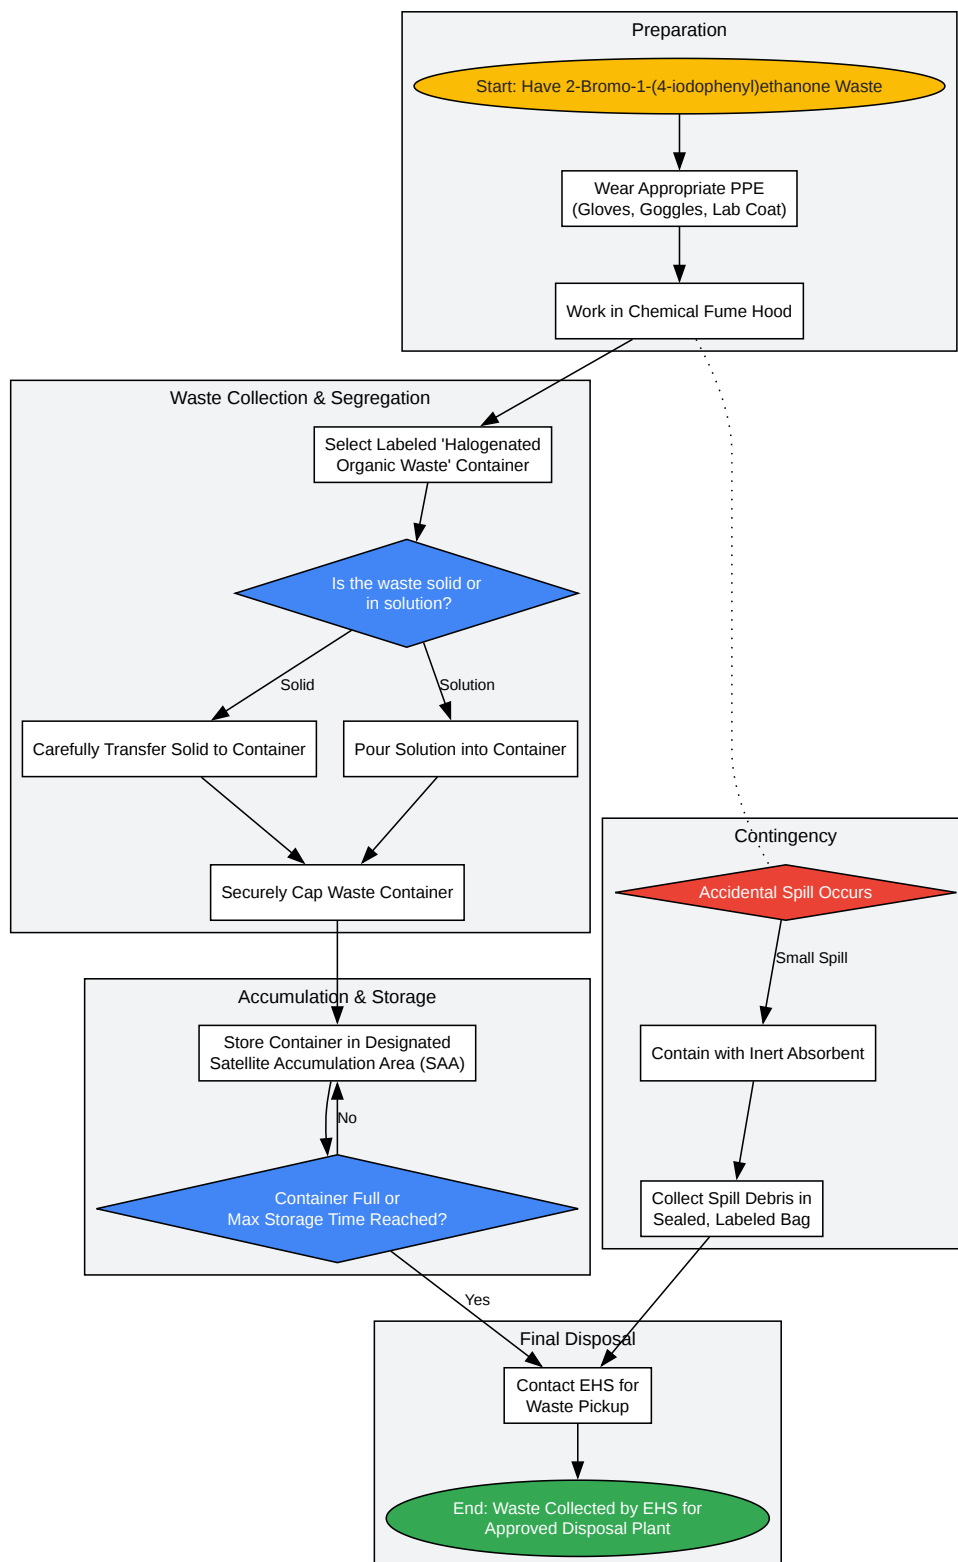 Preparation
Start: Have 2-Bromo-1-(4-iodophenyl)ethanone Waste
Wear Appropriate PPE
(Gloves, Goggles, Lab Coat)
Work in Chemical Fume Hood
Waste Collection & Segregation
Select Labeled 'Halogenated
Organic Waste' Container
Is the waste solid or
in solution?
Solid
Solution
Carefully Transfer Solid to Container
Pour Solution into Container
Securely Cap Waste Container
Contingency
Accidental Spill Occurs
Small Spill
Contain with Inert Absorbent
Collect Spill Debris in
Sealed, Labeled Bag
Accumulation & Storage
Store Container in Designated
Satellite Accumulation Area (SAA)
No
Container Full or
Max Storage Time Reached?
Yes
Final Disposal
Contact EHS for
Waste Pickup
End: Waste Collected by EHS for
Approved Disposal Plant